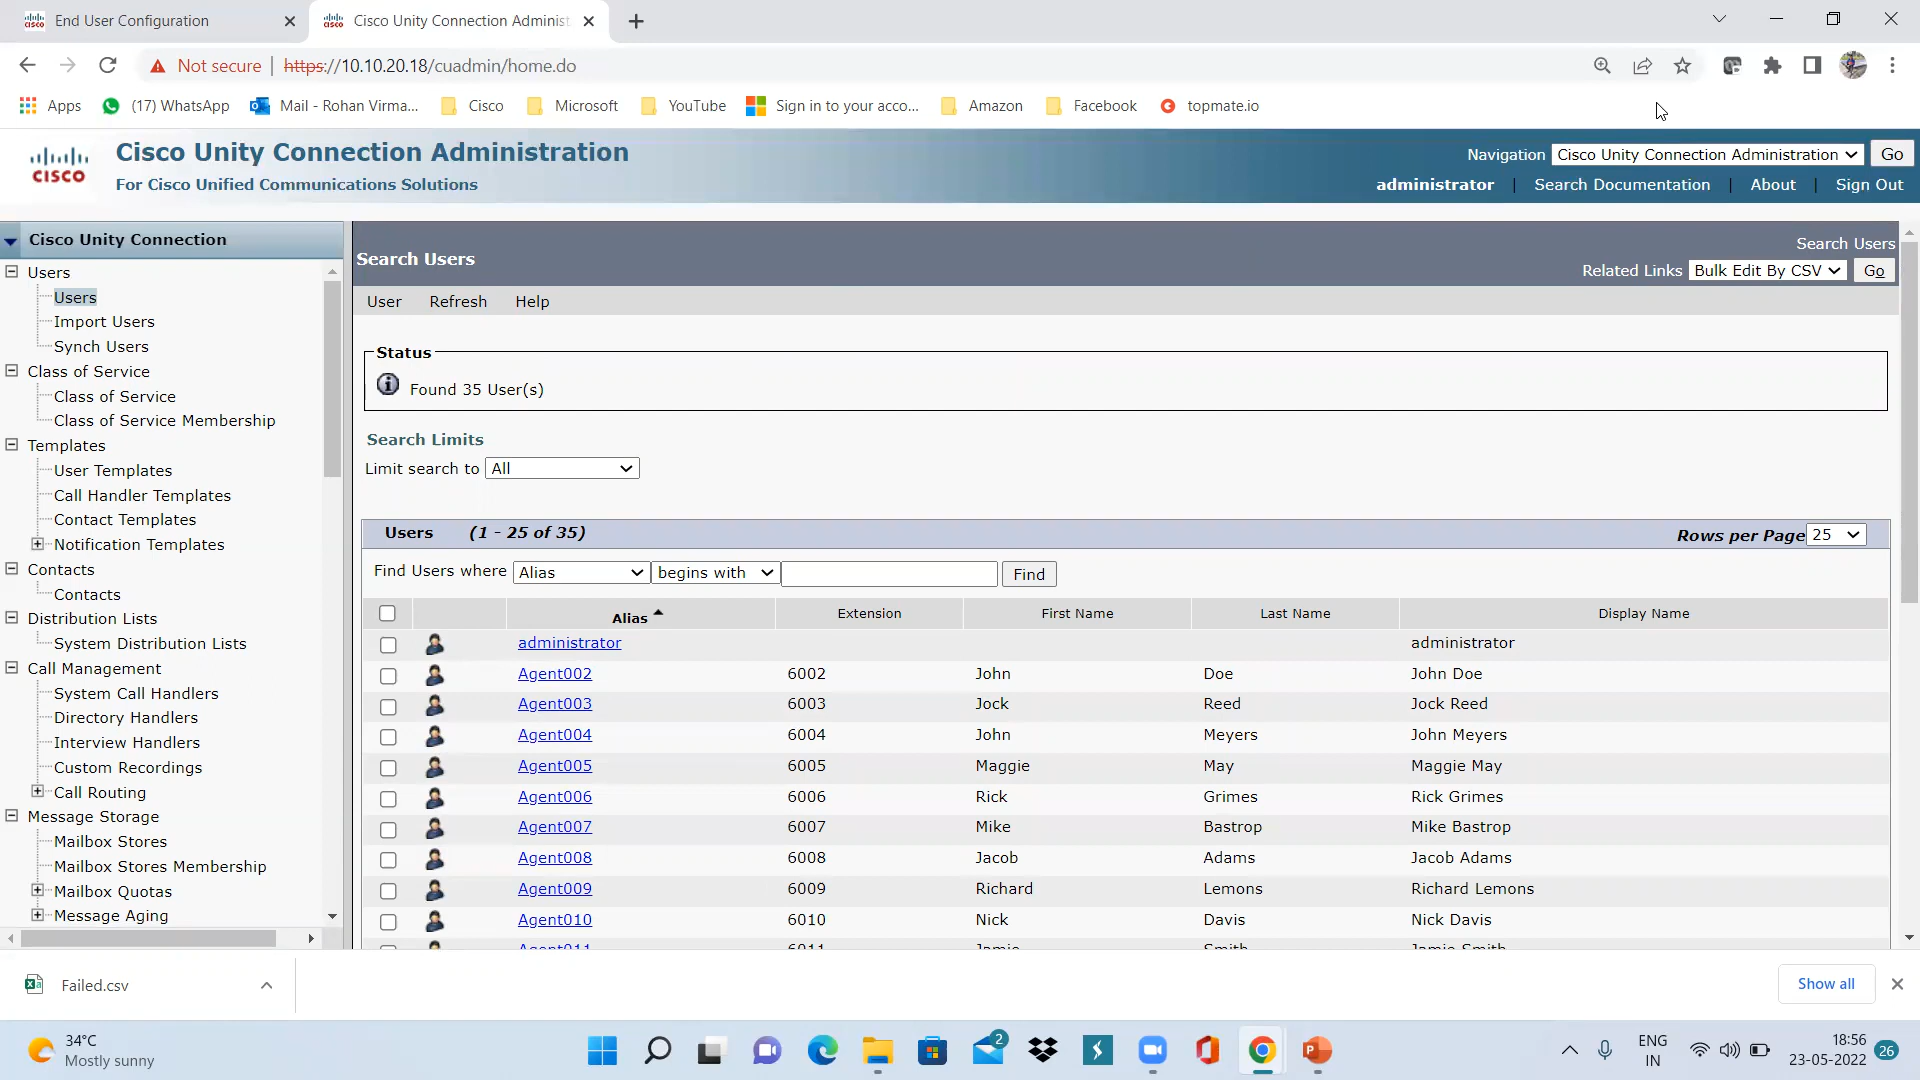 End User Configuration
Cisco Unity Connection Administ
Not secure | https://10.10.20.18/cuadmin/home.do
Apps (17) WhatsApp Mail - Rohan Virma... Cisco Microsoft YouTube Sign in to your acco... Amazon Facebook topmate.io
CISCO
Cisco Unity Connection Administration
For Cisco Unified Communications Solutions
Navigation Cisco Unity Connection Administration Go
administrator | Search Documentation | About | Sign Out
Cisco Unity Connection
Users
Users
Import Users
Synch Users
Class of Service
Class of Service
Class of Service Membership
Templates
User Templates
Call Handler Templates
Contact Templates
Notification Templates
Contacts
Contacts
Distribution Lists
System Distribution Lists
Call Management
System Call Handlers
Directory Handlers
Interview Handlers
Custom Recordings
Call Routing
Message Storage
Mailbox Stores
Mailbox Stores Membership
Mailbox Quotas
Message Aging
Search Users
Search Users
Related Links Bulk Edit By CSV Go
User Refresh Help
Status
Found 35 User(s)
Search Limits
Limit search to All
Users (1 - 25 of 35)
Rows per Page 25
Find Users where Alias begins with Find
Alias Extension First Name Last Name Display Name
administrator administrator
Agent002 6002 John Doe John Doe
Agent003 6003 Jock Reed Jock Reed
Agent004 6004 John Meyers John Meyers
Agent005 6005 Maggie May Maggie May
Agent006 6006 Rick Grimes Rick Grimes
Agent007 6007 Mike Bastrop Mike Bastrop
Agent008 6008 Jacob Adams Jacob Adams
Agent009 6009 Richard Lemons Richard Lemons
Agent010 6010 Nick Davis Nick Davis
Agent011 6011 Jamie Smith Jamie Smith
Failed.csv
Show all
34°C
Mostly sunny
2
ENG
IN
18:56
23-05-2022
26